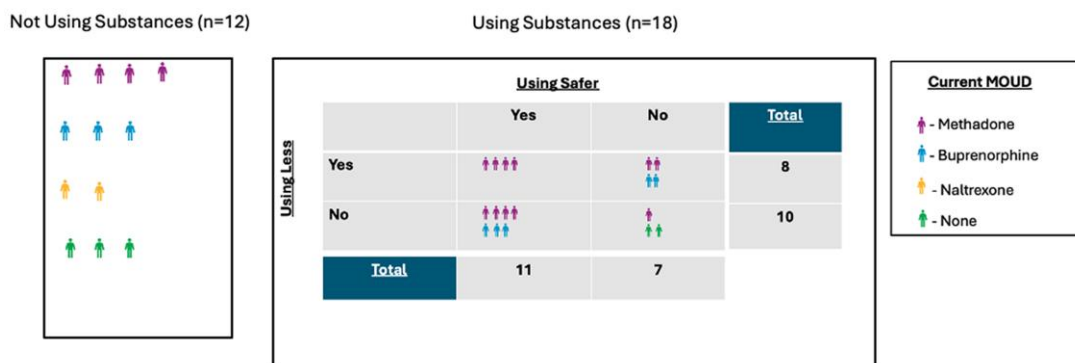 Not Using Substances (n=12)
Using Substances (n=18)
Using Safer
Yes No Total
Using Less
Yes 8
No 10
Total 11 7
Current MOUD
- Methadone
- Buprenorphine
- Naltrexone
- None